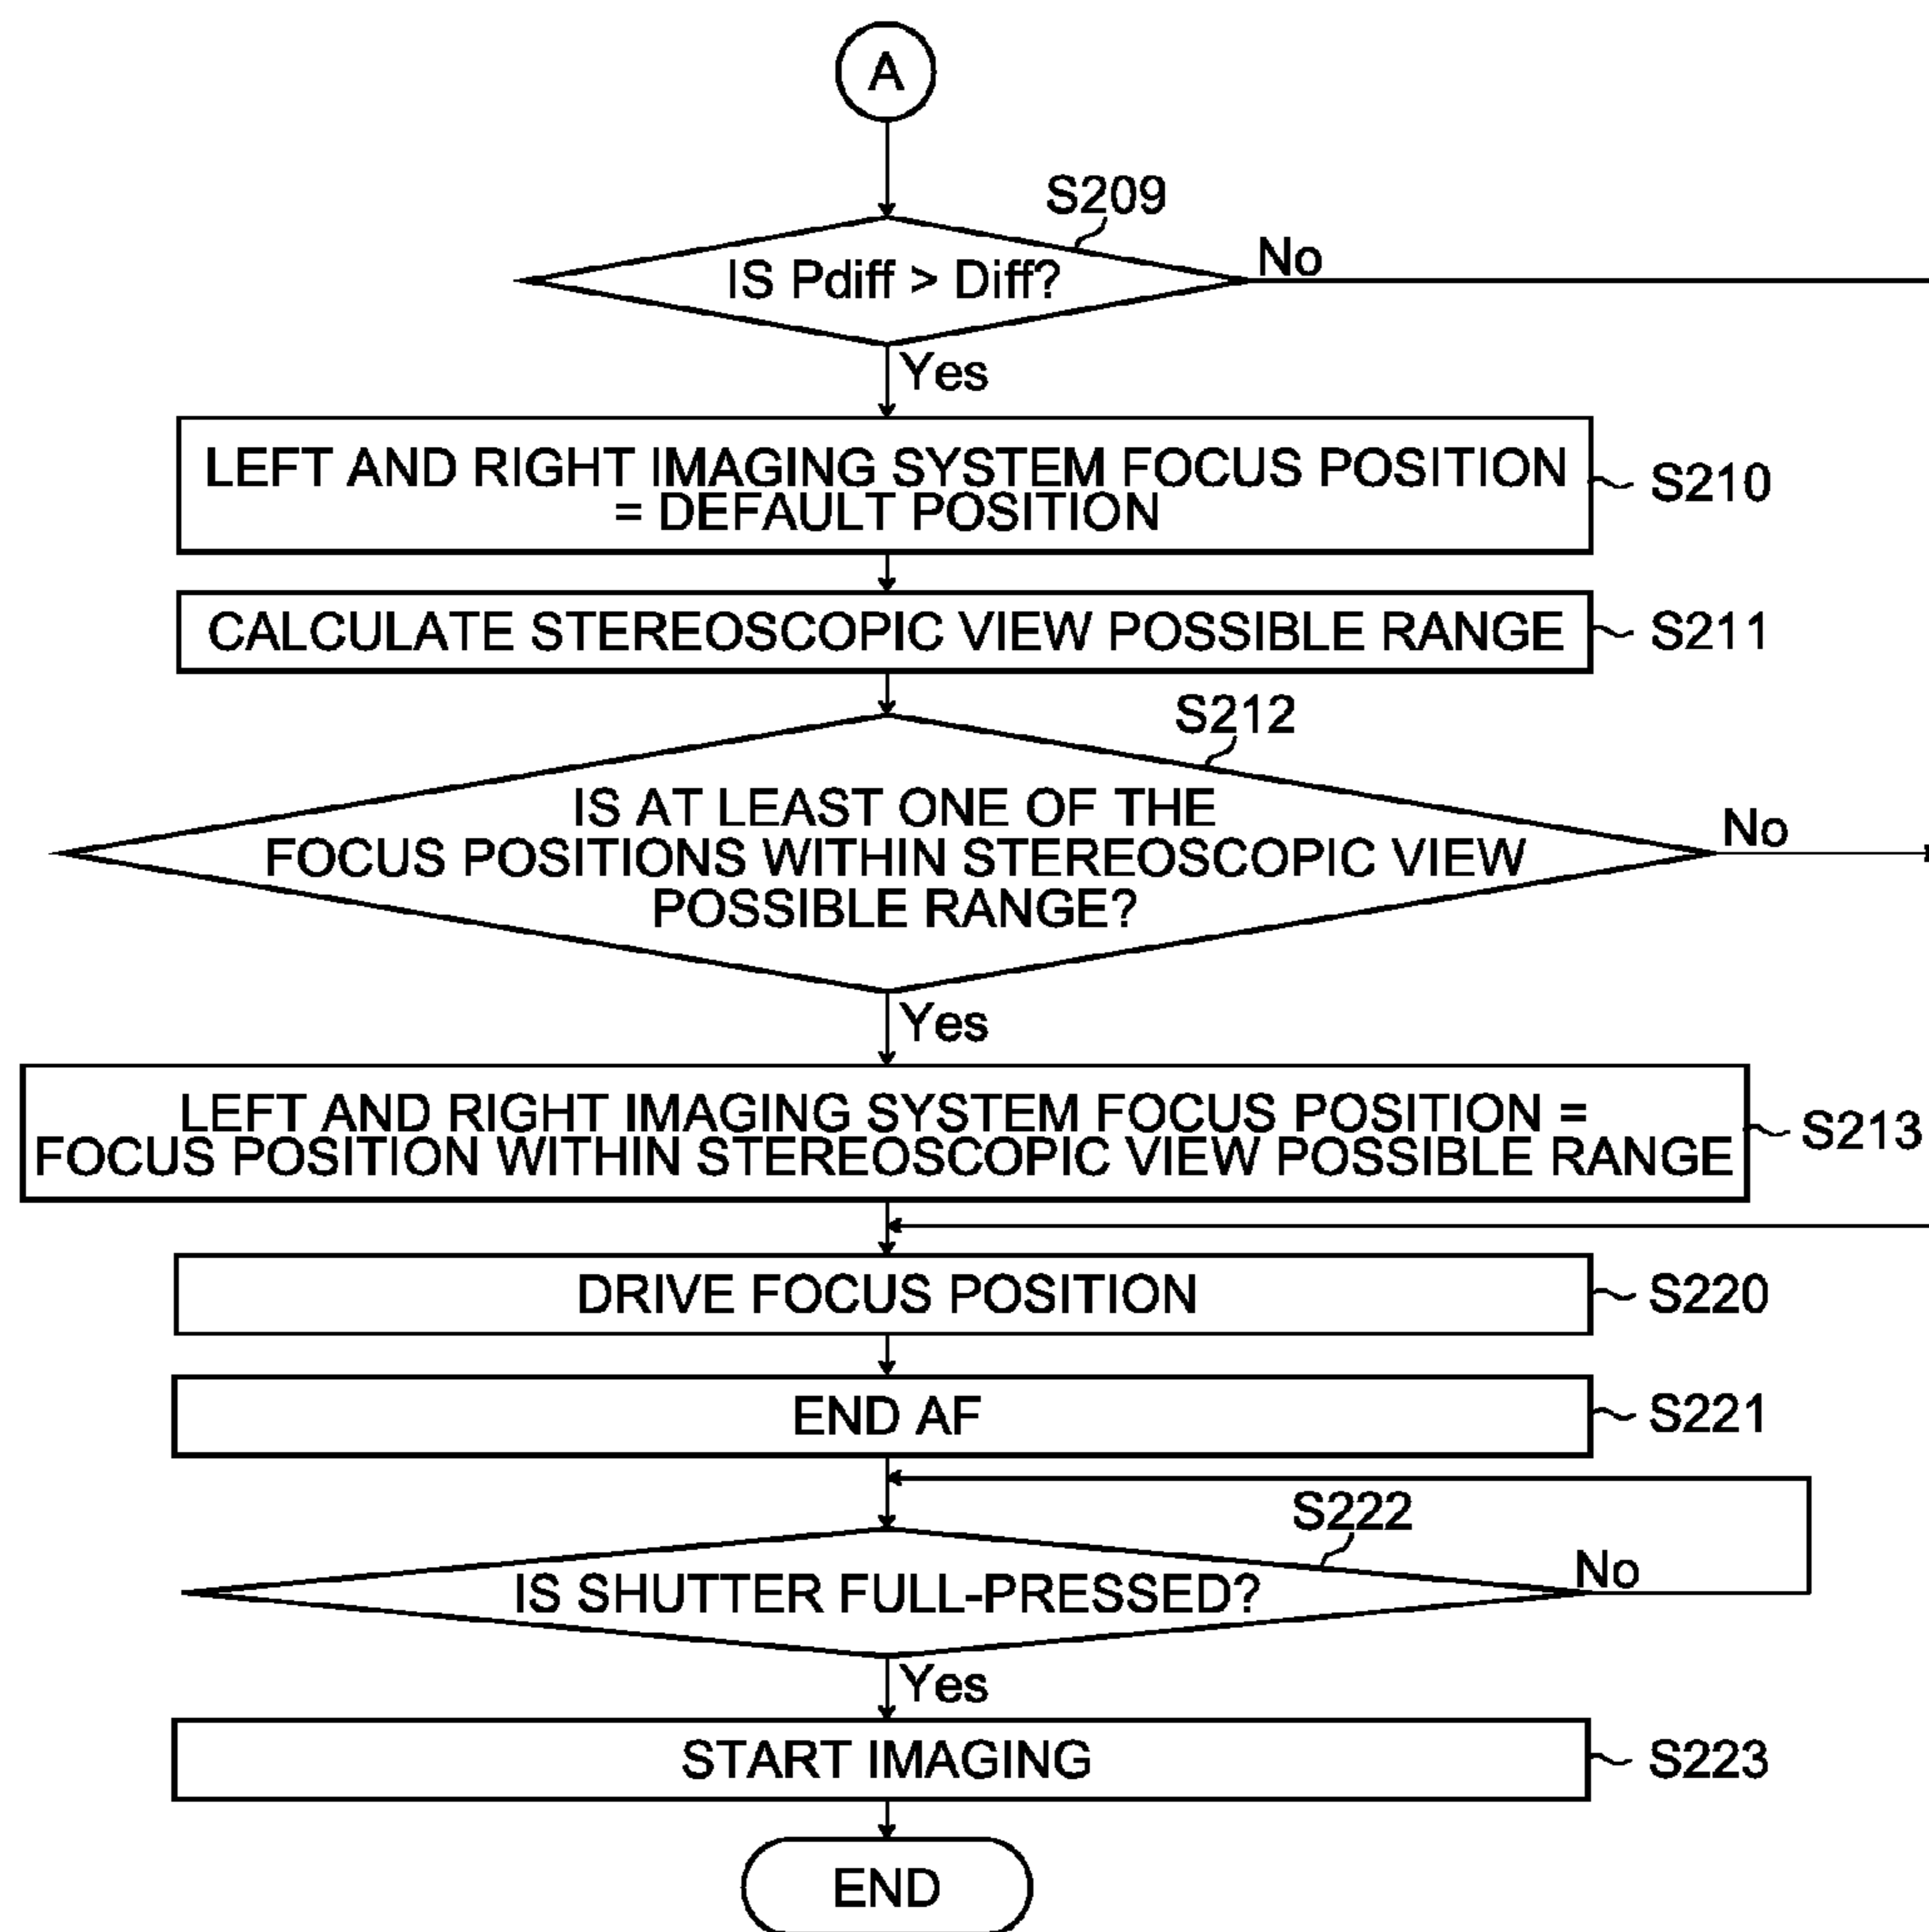 A
S209
IS Pdiff > Diff?
No
Yes
LEFT AND RIGHT IMAGING SYSTEM FOCUS POSITION
= DEFAULT POSITION
S210
CALCULATE STEREOSCOPIC VIEW POSSIBLE RANGE
S211
S212
IS AT LEAST ONE OF THE
FOCUS POSITIONS WITHIN STEREOSCOPIC VIEW
POSSIBLE RANGE?
No
Yes
LEFT AND RIGHT IMAGING SYSTEM FOCUS POSITION =
FOCUS POSITION WITHIN STEREOSCOPIC VIEW POSSIBLE RANGE
S213
DRIVE FOCUS POSITION
S220
END AF
S221
S222
IS SHUTTER FULL-PRESSED?
No
Yes
START IMAGING
S223
END